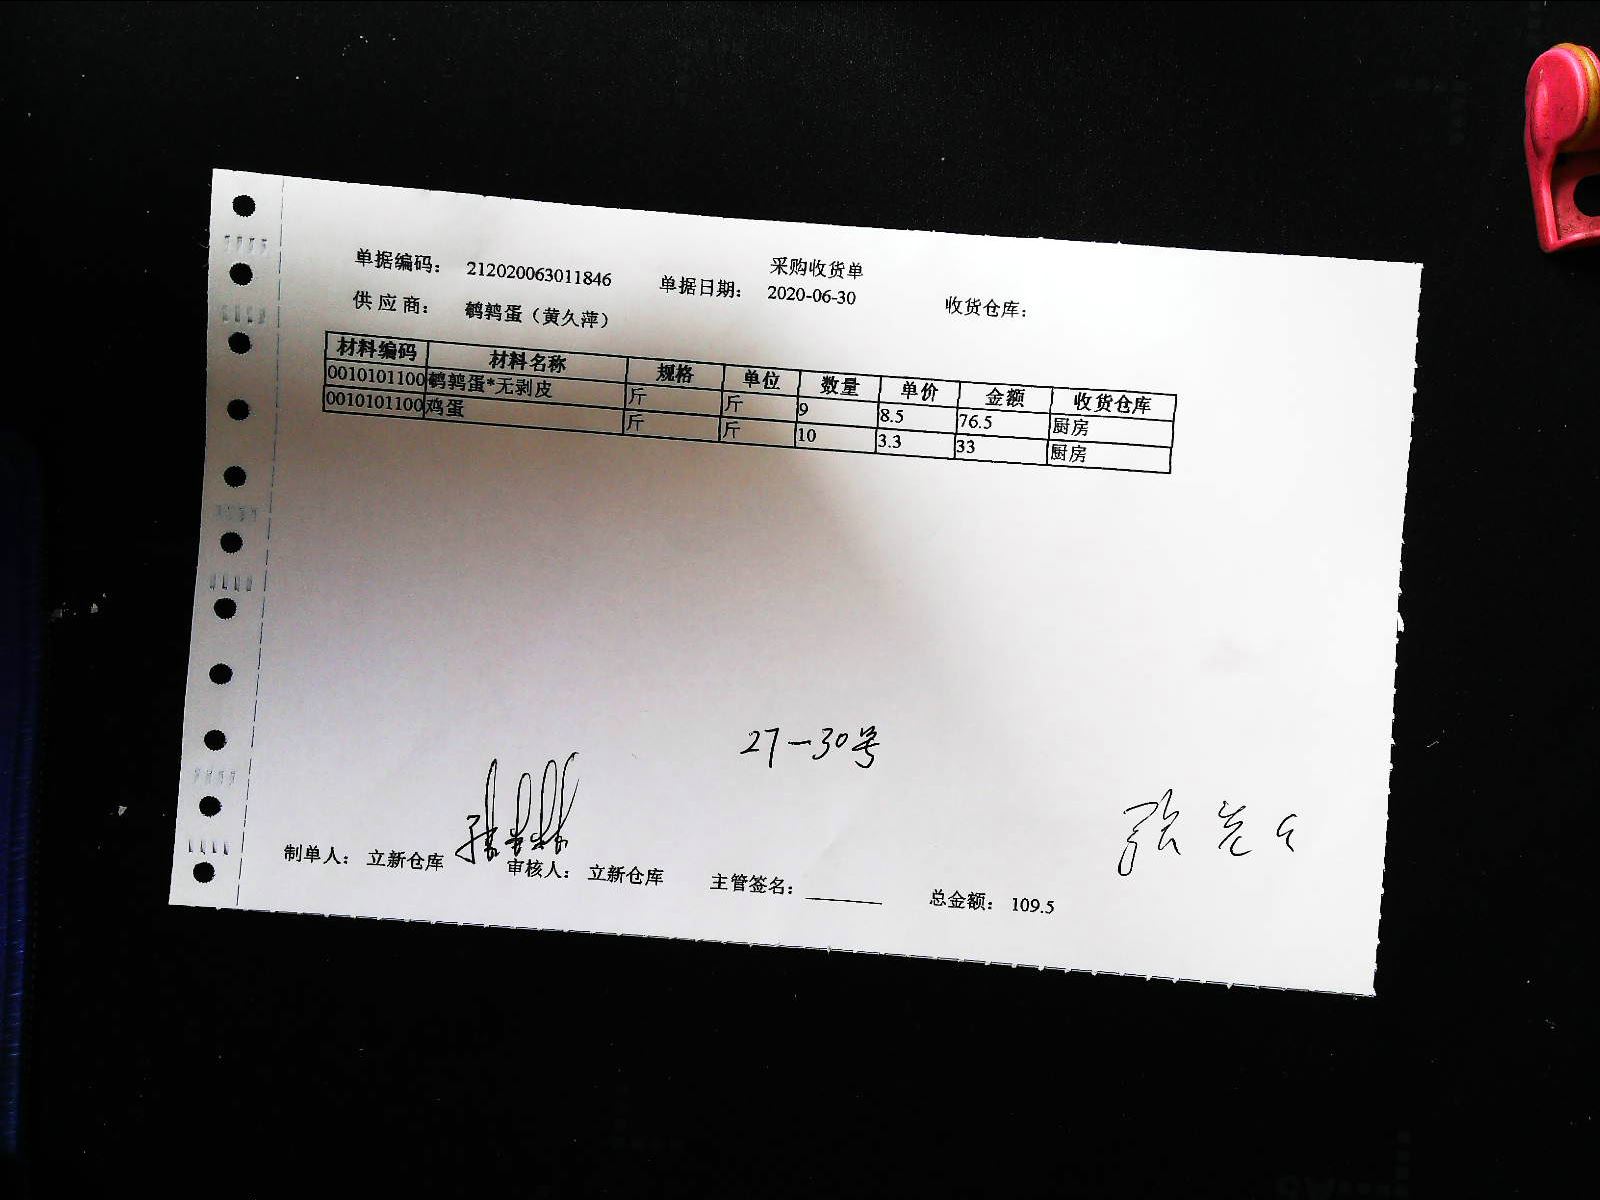 采购收货单
单据编码： 212020063011846 单据日期： 2020-06-30 收货仓库：
供 应 商： 鹌鹑蛋（黄久萍）
材料编码 材料名称 规格 单位 数量 单价 金额 收货仓库
0010101100 鹌鹑蛋*无剥皮 斤 斤 9 8.5 76.5 厨房
0010101100 鸡蛋 斤 斤 10 3.3 33 厨房
27-30号
制单人： 立新仓库 审核人： 立新仓库 主管签名： 总金额： 109.5